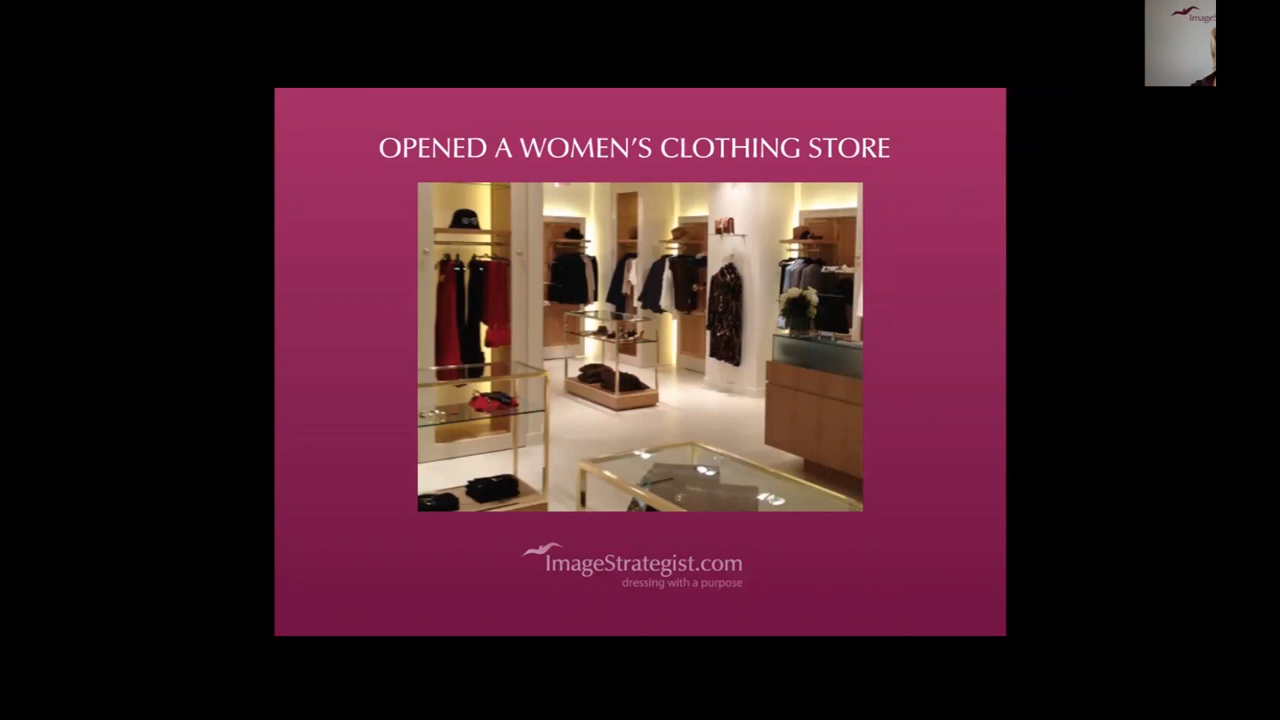 OPENED A WOMEN'S CLOTHING STORE
ImageStrategist.com
dressing with a purpose